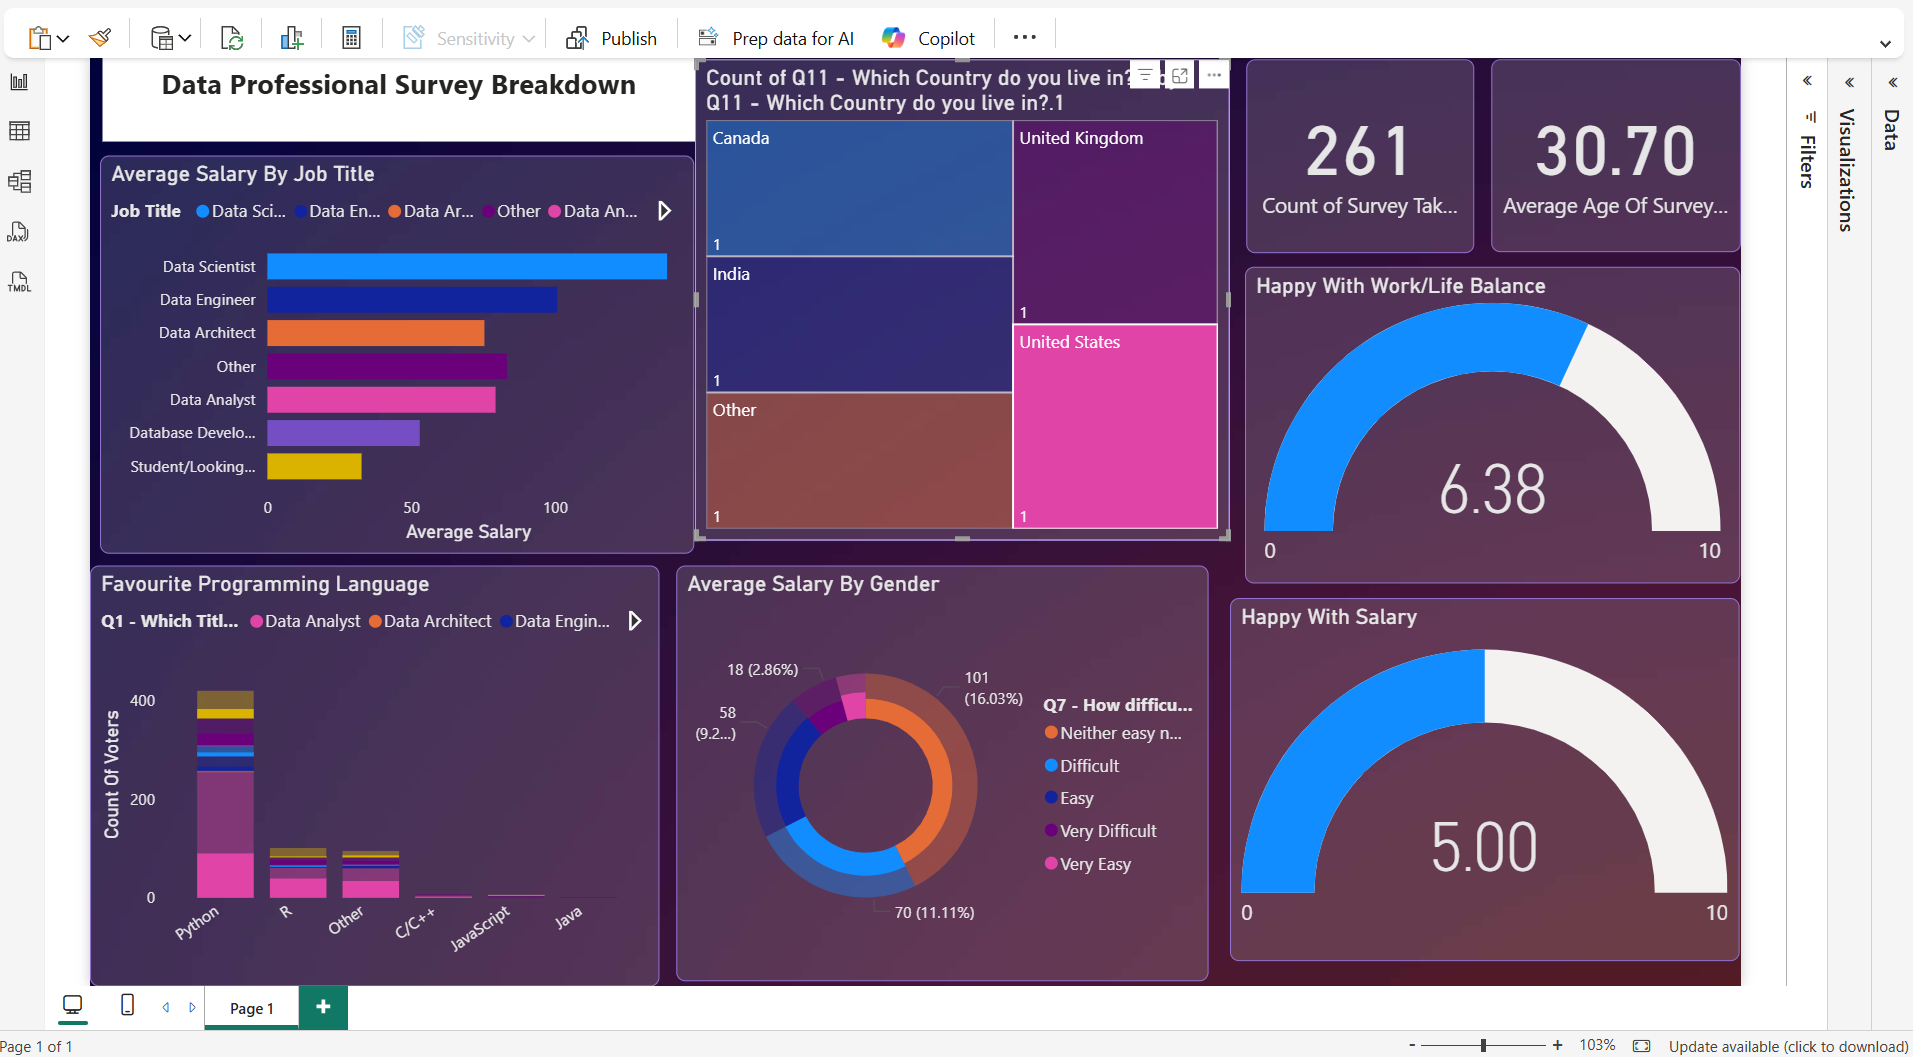 Sensitivity
Publish
Prep data for AI
Copilot
Data Professional Survey Breakdown
Average Salary By Job Title
Job Title Data Sci... Data En... Data Ar... Other Data An...
Data Scientist
Data Engineer
Data Architect
Other
Data Analyst
Database Develo...
Student/Looking...
0 50 100
Average Salary
Count of Q11 - Which Country do you live in?
Q11 - Which Country do you live in?.1
Canada
1
India
1
Other
1
United Kingdom
1
United States
1
261
Count of Survey Tak...
30.70
Average Age Of Survey...
Happy With Work/Life Balance
6.38
0 10
Favourite Programming Language
Q1 - Which Titl... Data Analyst Data Architect Data Engin...
Count Of Voters
400
200
0
Python R Other C/C++ JavaScript Java
Average Salary By Gender
18 (2.86%)
58
(9.2...)
101
(16.03%)
70 (11.11%)
Q7 - How difficu...
Neither easy n...
Difficult
Easy
Very Difficult
Very Easy
Happy With Salary
5.00
0 10
Filters
Visualizations
Data
DAX
TMDL
Page 1
Page 1 of 1
103%
Update available (click to download)